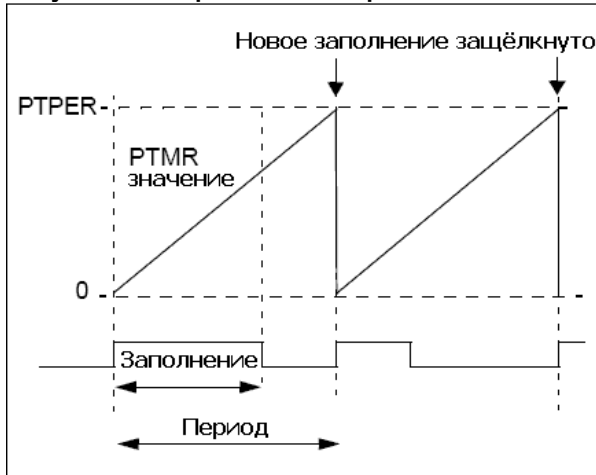 Новое заполнение защёлкнуто
PTPER
PTMR
значение
0
Заполнение
Период